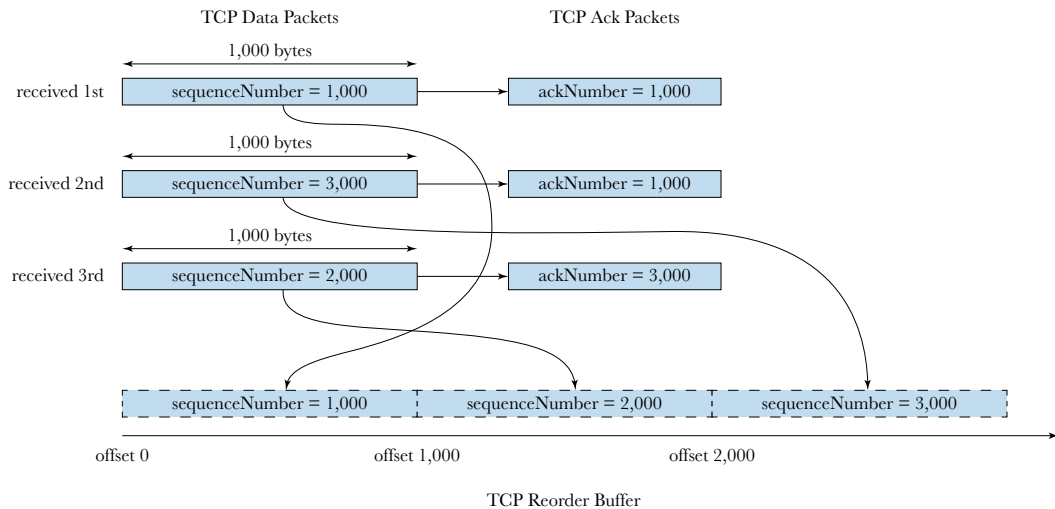 TCP Data Packets
TCP Ack Packets
1,000 bytes
received 1st
sequenceNumber = 1,000
ackNumber = 1,000
1,000 bytes
received 2nd
sequenceNumber = 3,000
ackNumber = 1,000
1,000 bytes
received 3rd
sequenceNumber = 2,000
ackNumber = 3,000
sequenceNumber = 1,000
sequenceNumber = 2,000
sequenceNumber = 3,000
offset 0
offset 1,000
offset 2,000
TCP Reorder Buffer